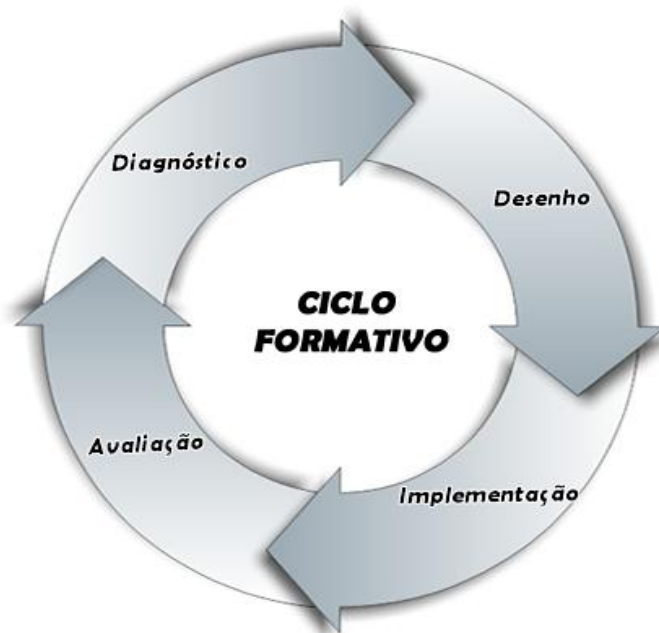 Diagnóstico
Desenho
CICLO
FORMATIVO
Avaliação
Implementação